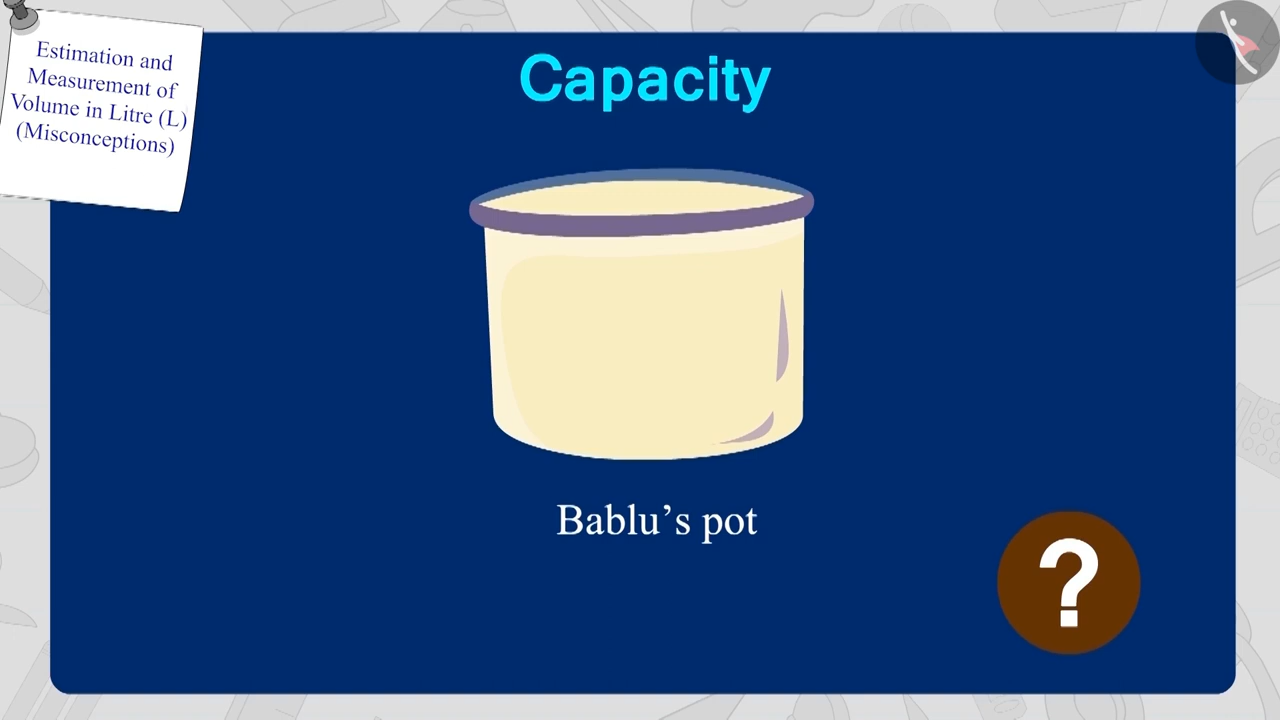 Estimation and
Measurement of
Volume in Litre (L)
(Misconceptions)
Capacity
Bablu’s pot
?